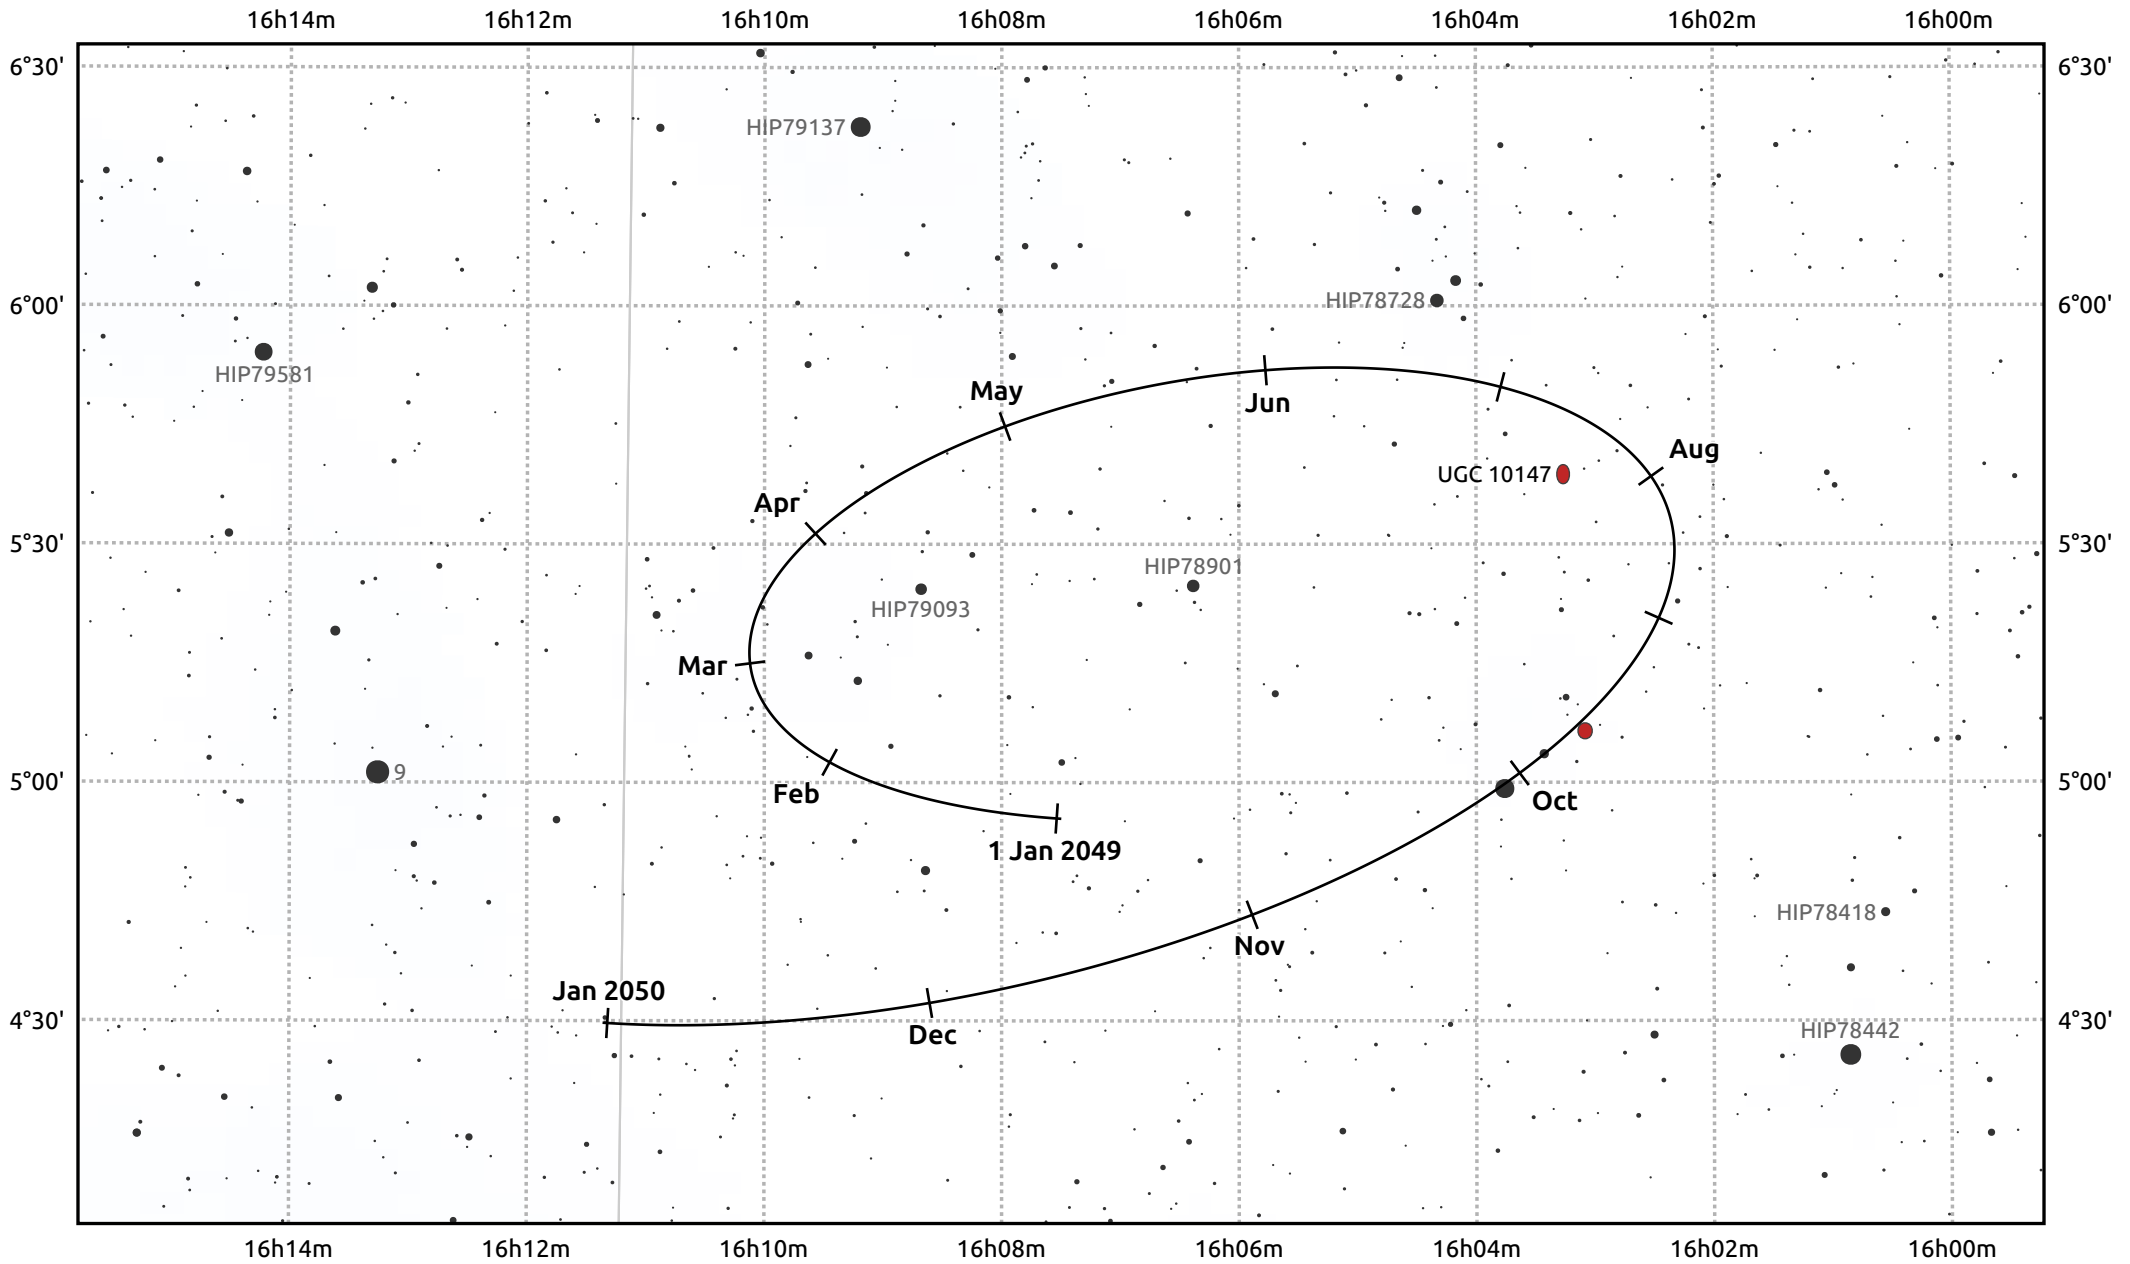 16h14m 16h12m 16h10m 16h08m 16h06m 16h04m 16h02m 16h00m
6°30' 6°30'
HIP79137
HIP78728
6°00' 6°00'
HIP79581
May
Jun
Aug
UGC 10147
Apr
5°30' 5°30'
HIP78901
HIP79093
Mar
9
5°00' 5°00'
Feb
Oct
1 Jan 2049
HIP78418
Nov
Jan 2050
4°30' 4°30'
Dec
HIP78442
16h14m 16h12m 16h10m 16h08m 16h06m 16h04m 16h02m 16h00m